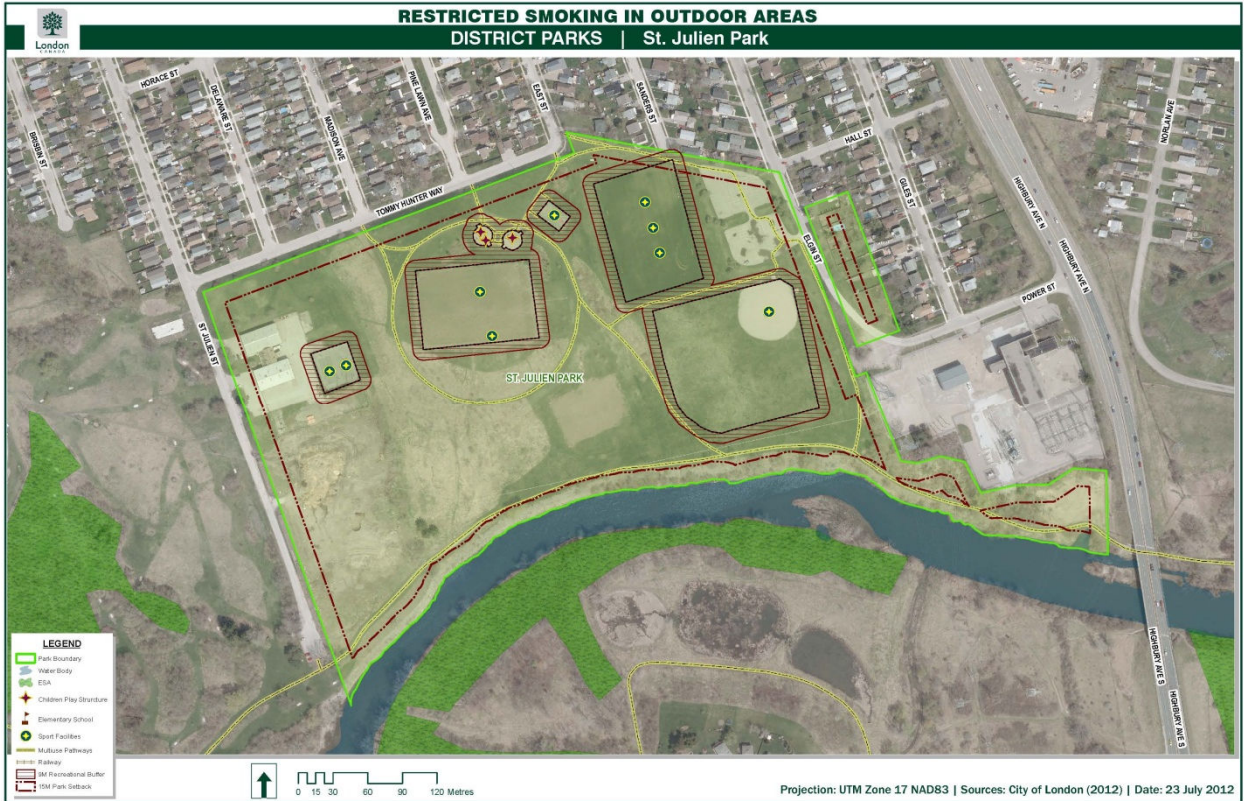 RESTRICTED SMOKING IN OUTDOOR AREAS
London
CANADA
DISTRICT PARKS | St. Julien Park
HORACE ST
DELAWARE ST
PINE LAWN AVE
EAST ST
SANDERS ST
BRISBIN ST
MADISON AVE
HALL ST
NORLAN AVE
GILES ST
HIGHBURY AVE N
TOMMY HUNTER WAY
ELGIN ST
HIGHBURY AVE N
POWER ST
ST JULIEN ST
ST. JULIEN PARK
HIGHBURY AVE S
HIGHBURY AVE S
LEGEND
Park Boundary
Water Body
ESA
Children Play Strurcture
Elementary School
Sport Facilities
Multiuse Pathways
Railway
9M Recreational Buffer
15M Park Setback
0 15 30 60 90 120 Metres
Projection: UTM Zone 17 NAD83 | Sources: City of London (2012) | Date: 23 July 2012